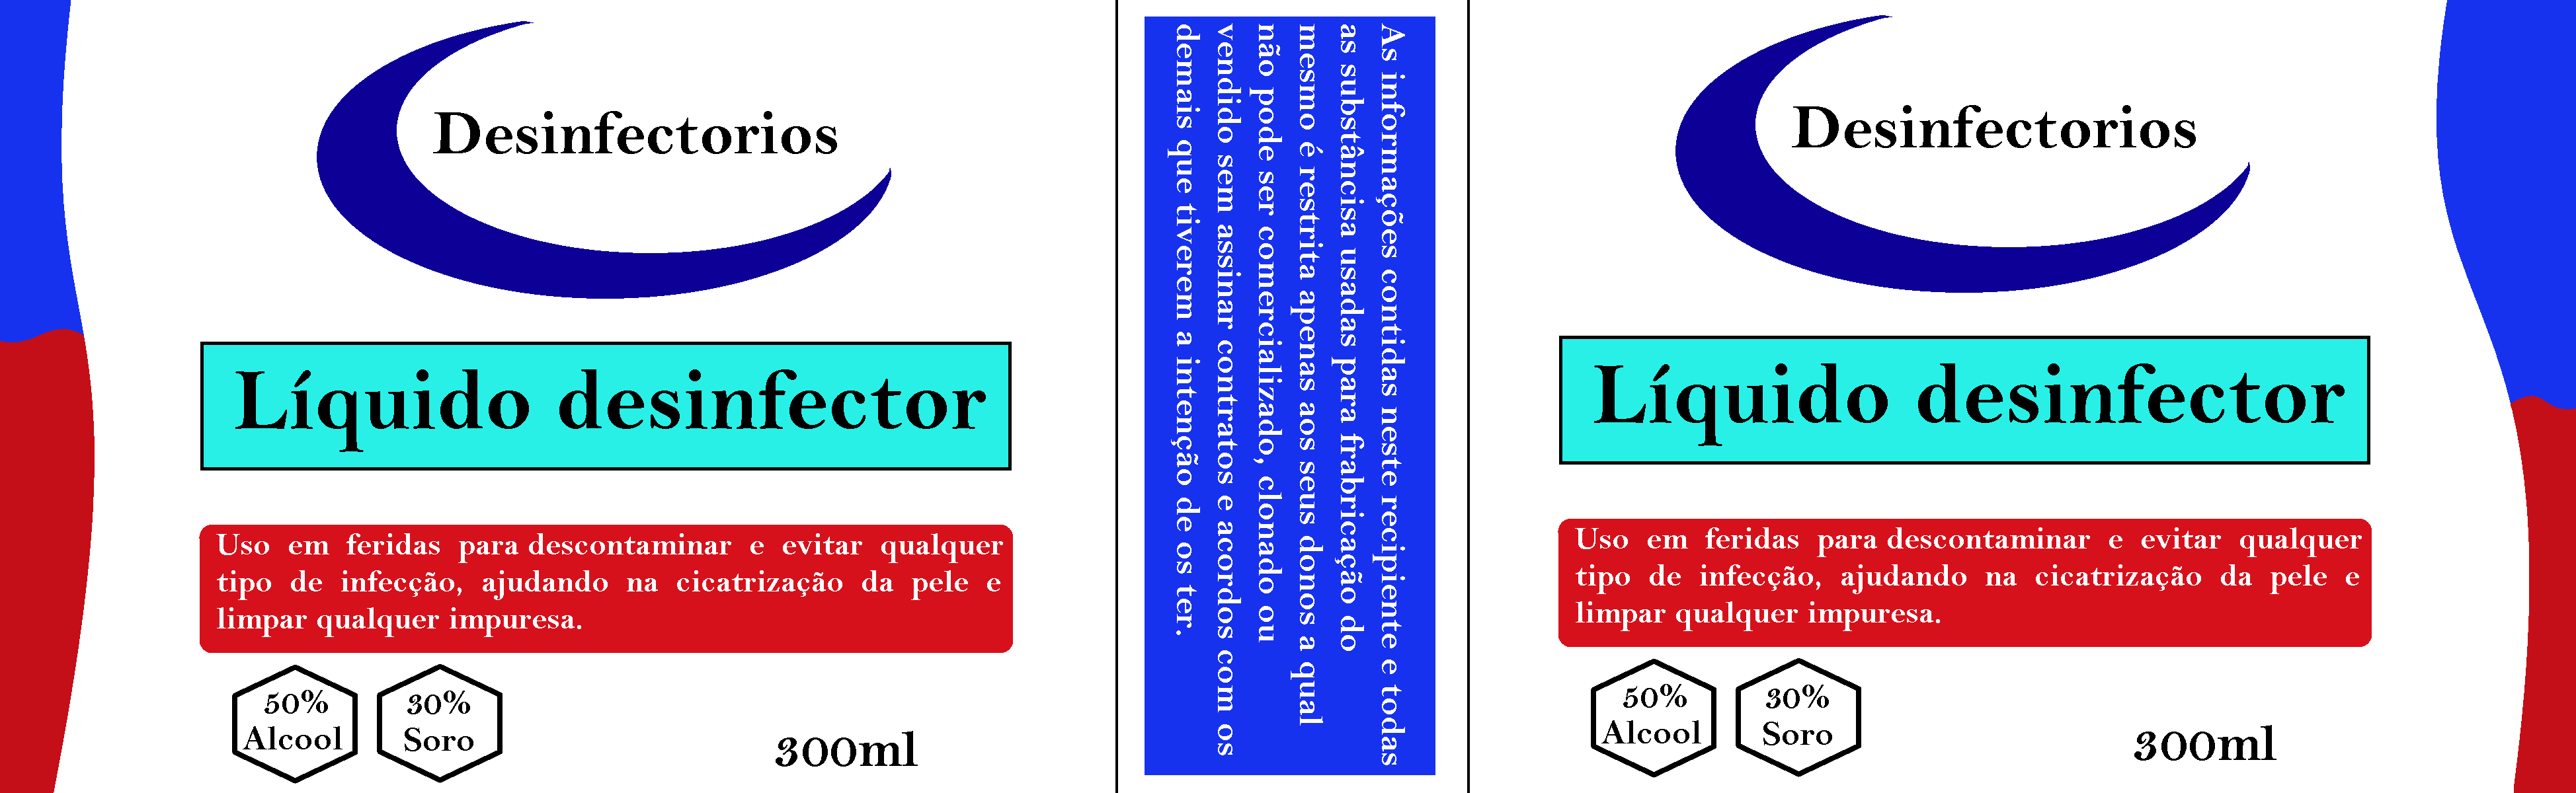 Desinfectorios
Líquido desinfector
Uso em feridas para descontaminar e evitar qualquer
tipo de infecção, ajudando na cicatrização da pele e
limpar qualquer impuresa.
50%
Alcool
30%
Soro
300ml
As informações contidas neste recipiente e todas
as substâncisa usadas para frabricação do
mesmo é restrita apenas aos seus donos a qual
não pode ser comercializado, clonado ou
vendido sem assinar contratos e acordos com os
demais que tiverem a intenção de os ter.
Desinfectorios
Líquido desinfector
Uso em feridas para descontaminar e evitar qualquer
tipo de infecção, ajudando na cicatrização da pele e
limpar qualquer impuresa.
50%
Alcool
30%
Soro
300ml